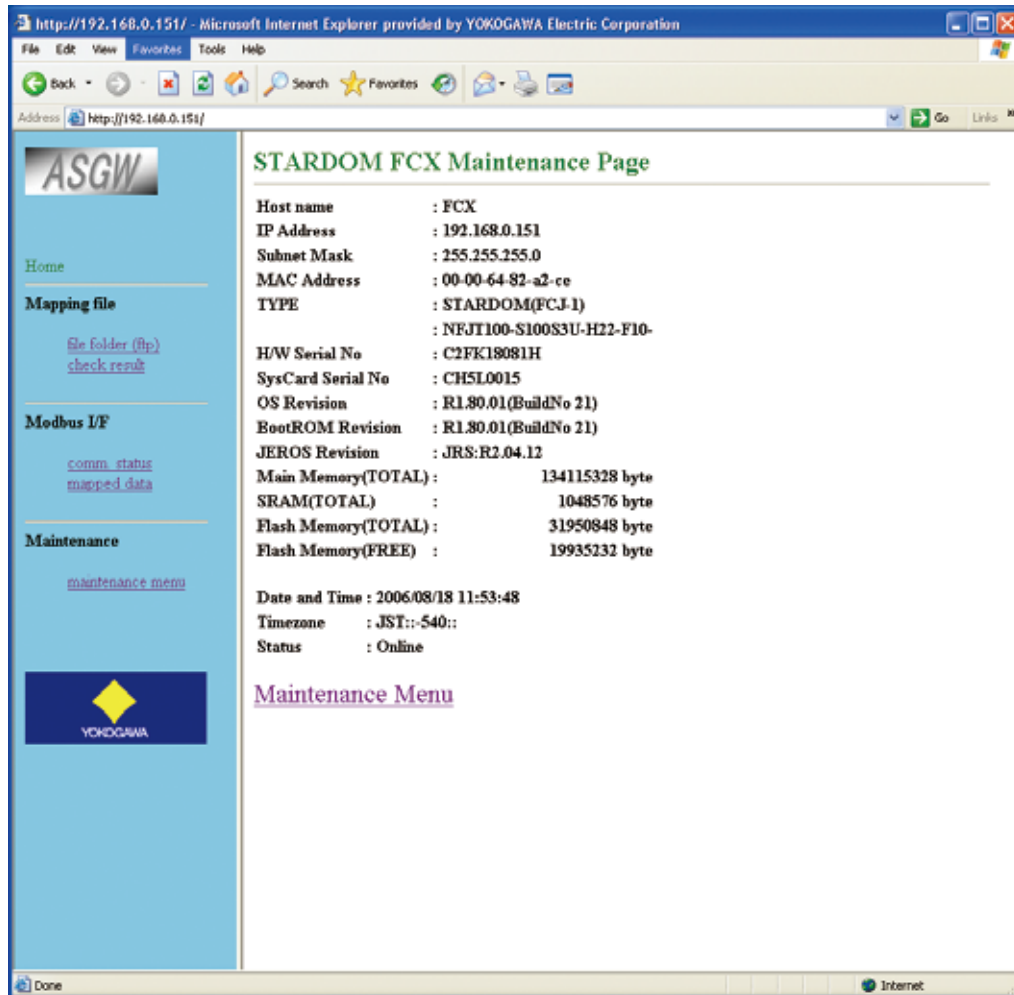 http://192.168.0.151/ - Microsoft Internet Explorer provided by YOKOGAWA Electric Corporation
File Edit View Favorites Tools Help
Back Search Favorites
Address http://192.168.0.151/ Go Links
ASGW
Home
Mapping file
file folder (ftp)
check result
Modbus I/F
comm. status
mapped data
Maintenance
maintenance menu
YOKOGAWA
STARDOM FCX Maintenance Page
Host name : FCX
IP Address : 192.168.0.151
Subnet Mask : 255.255.255.0
MAC Address : 00-00-64-82-a2-ce
TYPE : STARDOM(FCJ-1)
: NFJT100-S100S3U-H22-F10-
H/W Serial No : C2FK18081H
SysCard Serial No : CH5L0015
OS Revision : R1.80.01(BuildNo 21)
BootROM Revision : R1.80.01(BuildNo 21)
JEROS Revision : JRS:R2.04.12
Main Memory(TOTAL) : 134115328 byte
SRAM(TOTAL) : 1048576 byte
Flash Memory(TOTAL) : 31950848 byte
Flash Memory(FREE) : 19935232 byte
Date and Time : 2006/08/18 11:53:48
Timezone : JST::-540::
Status : Online
Maintenance Menu
Done Internet